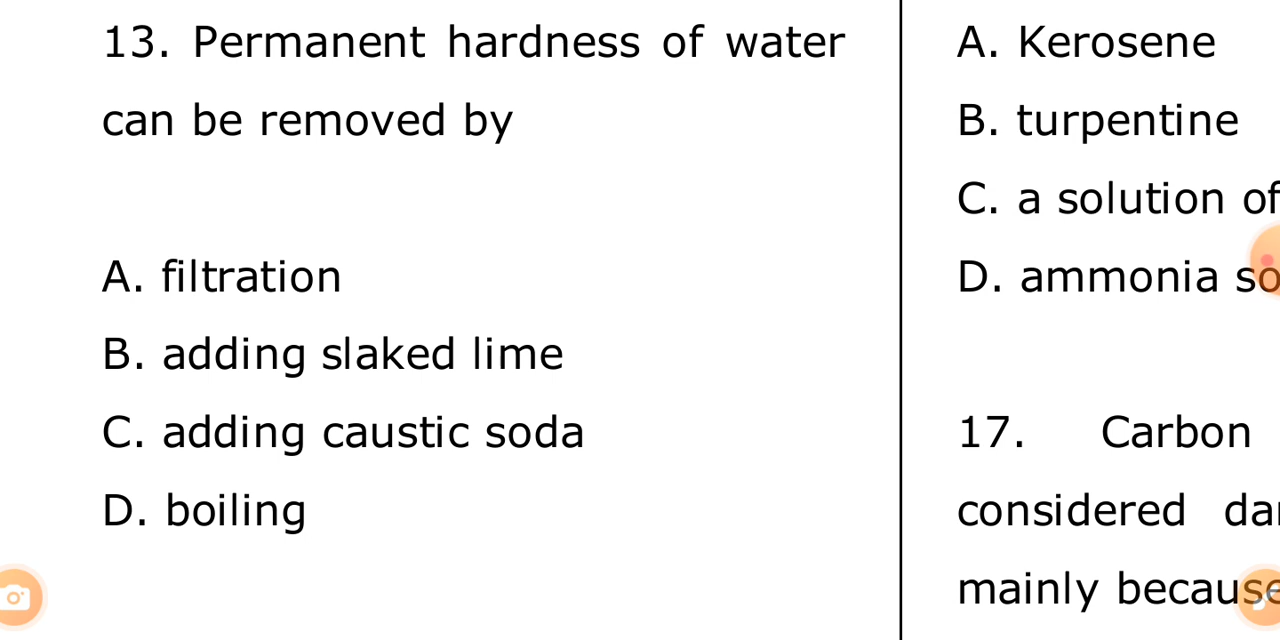 13. Permanent hardness of water
can be removed by
A. filtration
B. adding slaked lime
C. adding caustic soda
D. boiling
A. Kerosene
B. turpentine
C. a solution of
D. ammonia
17. Carbon
considered
mainly because